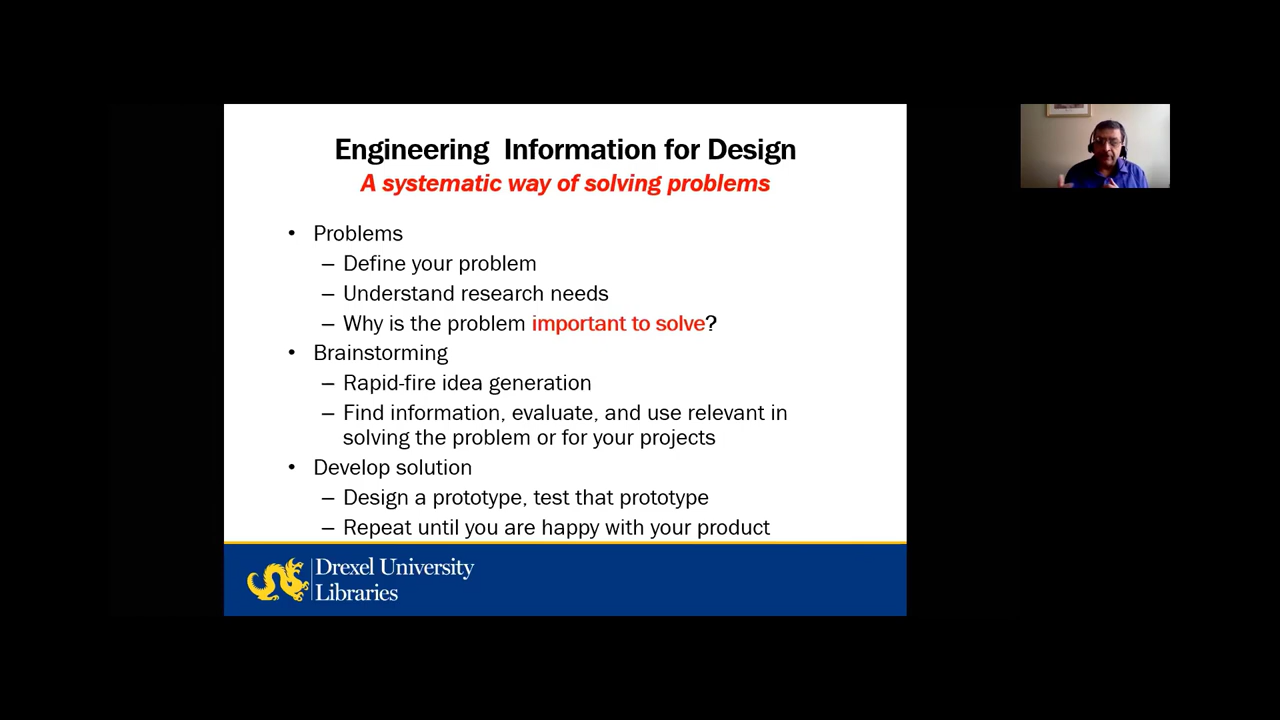 Engineering Information for Design
A systematic way of solving problems
• Problems
– Define your problem
– Understand research needs
– Why is the problem important to solve?
• Brainstorming
– Rapid-fire idea generation
– Find information, evaluate, and use relevant in
solving the problem or for your projects
• Develop solution
– Design a prototype, test that prototype
– Repeat until you are happy with your product
Drexel University
Libraries